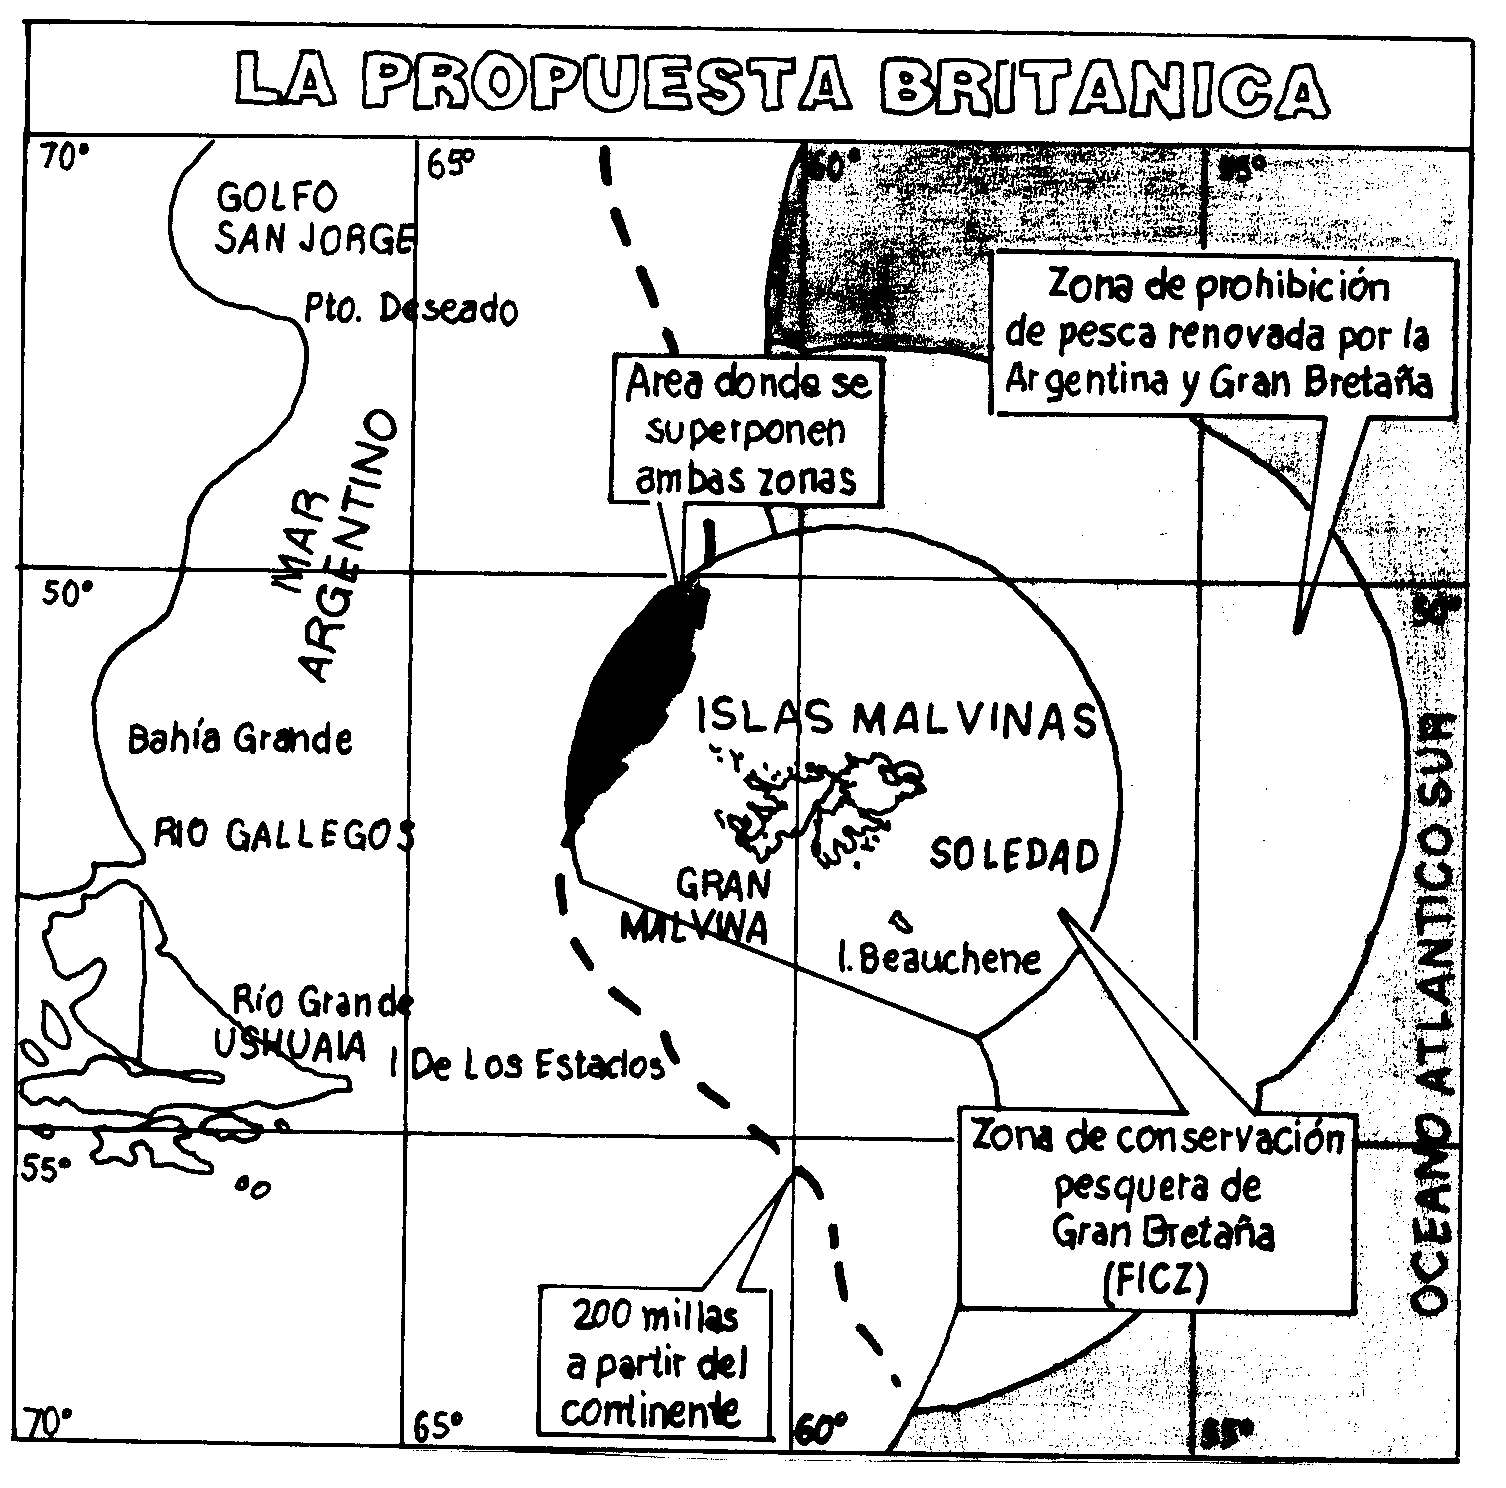 LA PROPUESTA BRITANICA
70°
65°
60°
55°
GOLFO
SAN JORGE
Pto. Deseado
Zona de prohibición
de pesca renovada por la
Argentina y Gran Bretaña
Area donde se
superponen
ambas zonas
MAR
ARGENTINO
50°
50°
ISLAS MALVINAS
Bahía Grande
RIO GALLEGOS
SOLEDAD
GRAN
MALVINA
I. Beauchene
OCEANO ATLANTICO SUR
Río Grande
USHUAIA
I De Los Estados
Zona de conservación
pesquera de
Gran Bretaña
(FICZ)
55°
200 millas
a partir del
continente
70°
65°
60°
55°